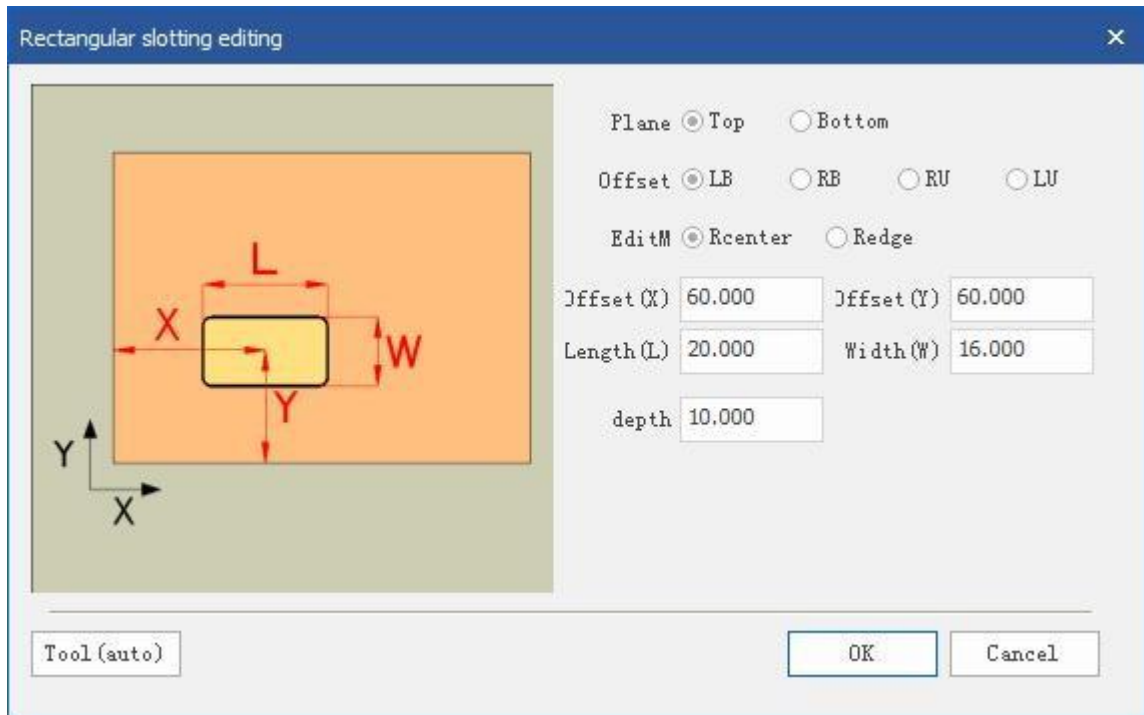 Rectangular slotting editing
Plane Top Bottom
Offset LB RB RU LU
EditM Rcenter Redge
Offset(X) 60.000 Offset(Y) 60.000
Length(L) 20.000 Width(W) 16.000
depth 10.000
L
X
W
Y
Y
X
Tool(auto) OK Cancel